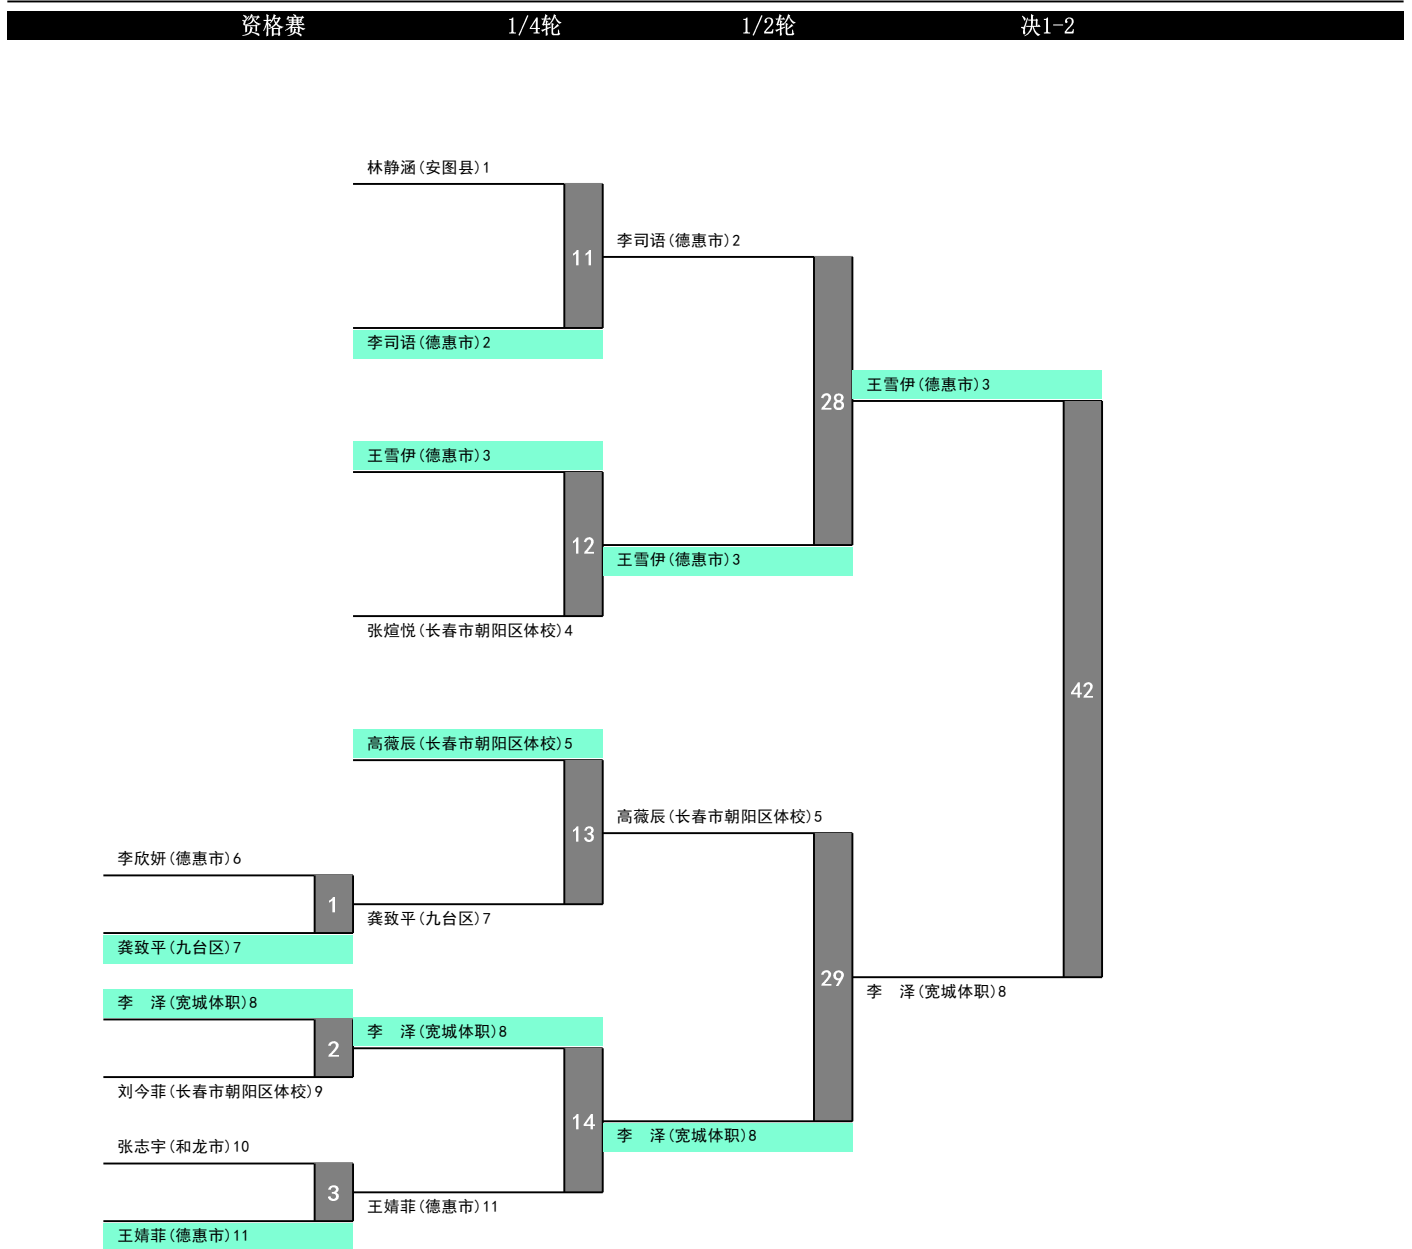 资格赛 1/4轮 1/2轮 决1-2
林静涵(安图县)1
李司语(德惠市)2
11
李司语(德惠市)2
王雪伊(德惠市)3
28
王雪伊(德惠市)3
12
王雪伊(德惠市)3
张煊悦(长春市朝阳区体校)4
42
高薇辰(长春市朝阳区体校)5
高薇辰(长春市朝阳区体校)5
13
李欣妍(德惠市)6
1
龚致平(九台区)7
龚致平(九台区)7
29
李　泽(宽城体职)8
李　泽(宽城体职)8
李　泽(宽城体职)8
2
刘今菲(长春市朝阳区体校)9
14
李　泽(宽城体职)8
张志宇(和龙市)10
3
王婧菲(德惠市)11
王婧菲(德惠市)11